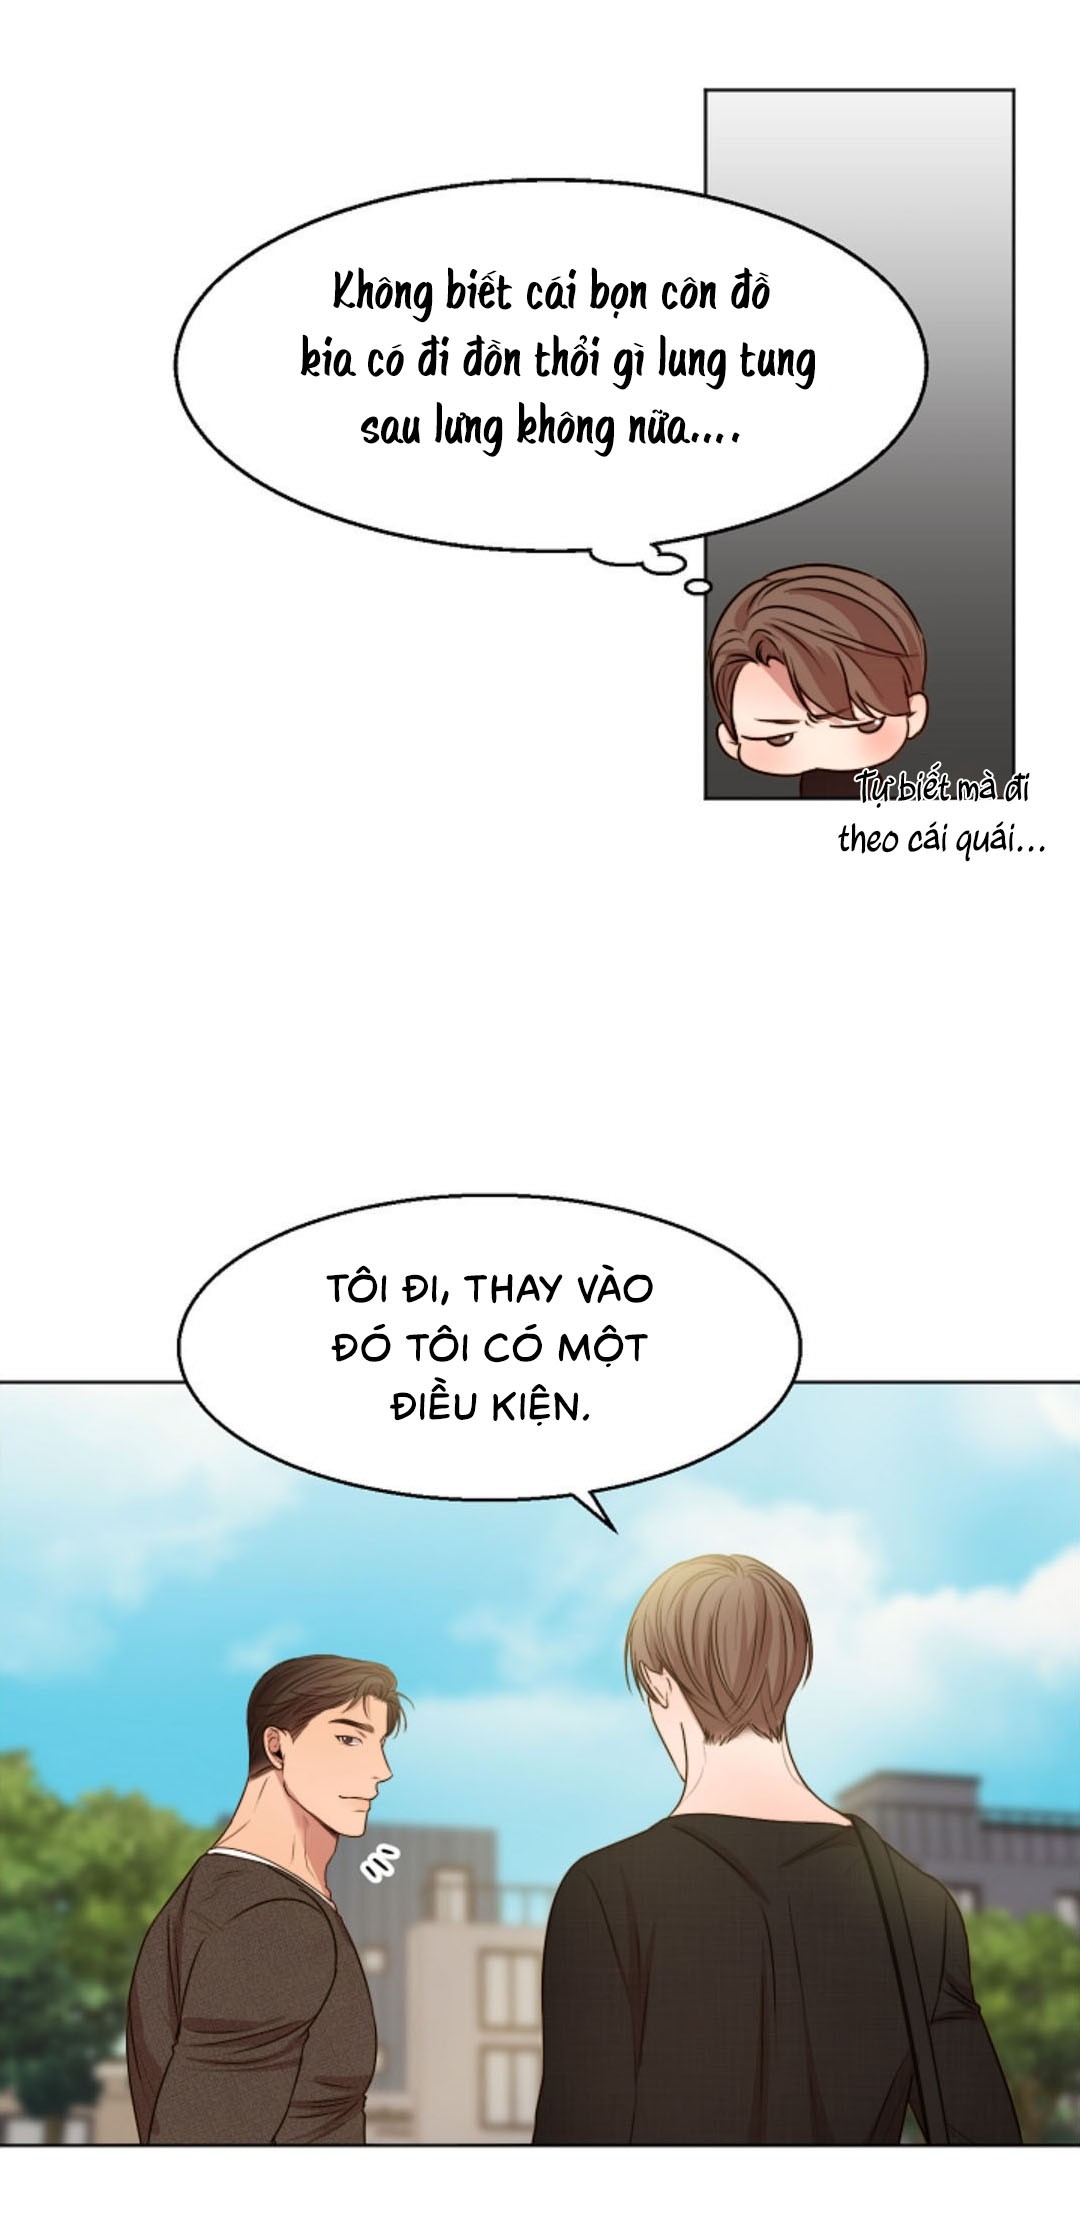 Không biết cái bọn côn đồ
kia có đi đồn thổi gì lung tung
sau lưng không nữa....
Tự biết mà đi
theo cái quái...
TÔI ĐI, THAY VÀO
ĐÓ TÔI CÓ MỘT
ĐIỀU KIỆN.